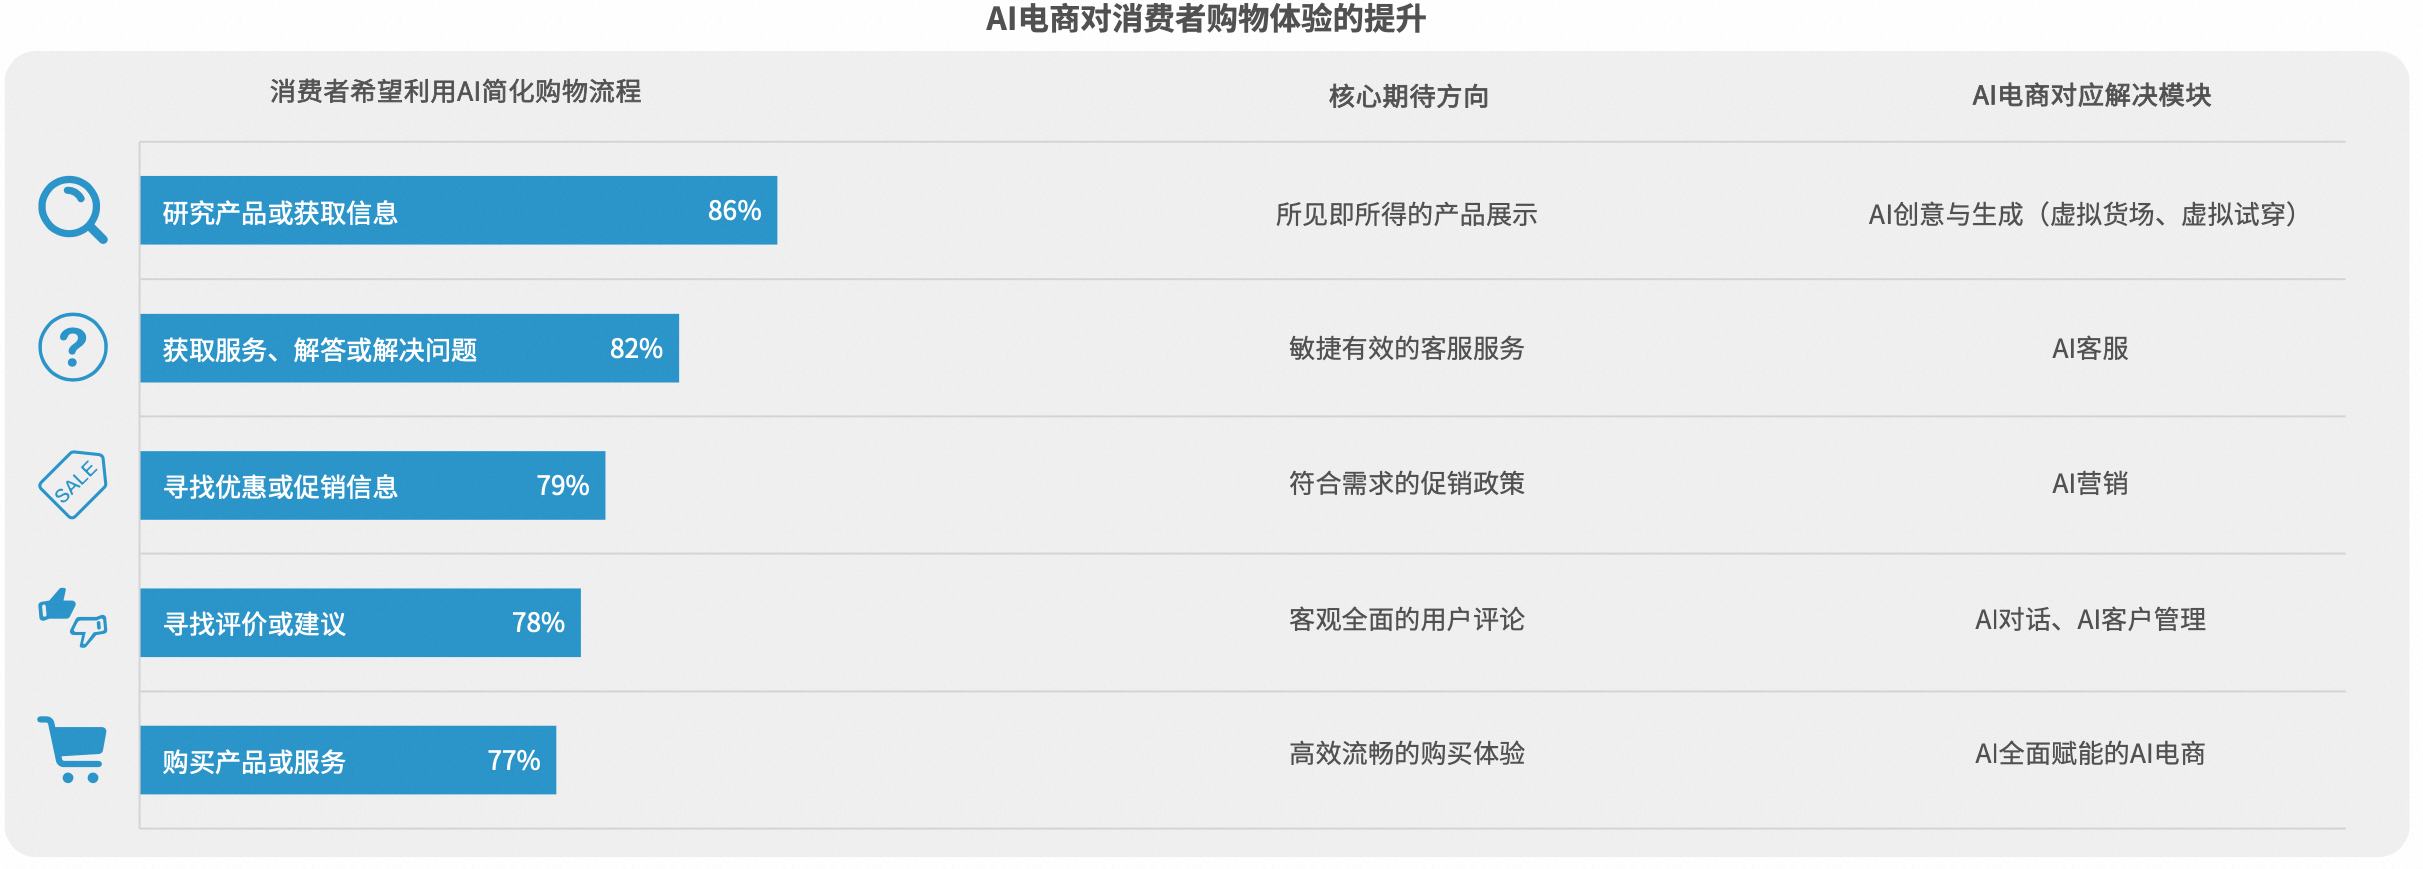 AI电商对消费者购物体验的提升
消费者希望利用AI简化购物流程
核心期待方向
AI电商对应解决模块
研究产品或获取信息 86%
所见即所得的产品展示
AI创意与生成（虚拟货场、虚拟试穿）
获取服务、解答或解决问题 82%
敏捷有效的客服服务
AI客服
SALE
寻找优惠或促销信息 79%
符合需求的促销政策
AI营销
寻找评价或建议 78%
客观全面的用户评论
AI对话、AI客户管理
购买产品或服务 77%
高效流畅的购买体验
AI全面赋能的AI电商